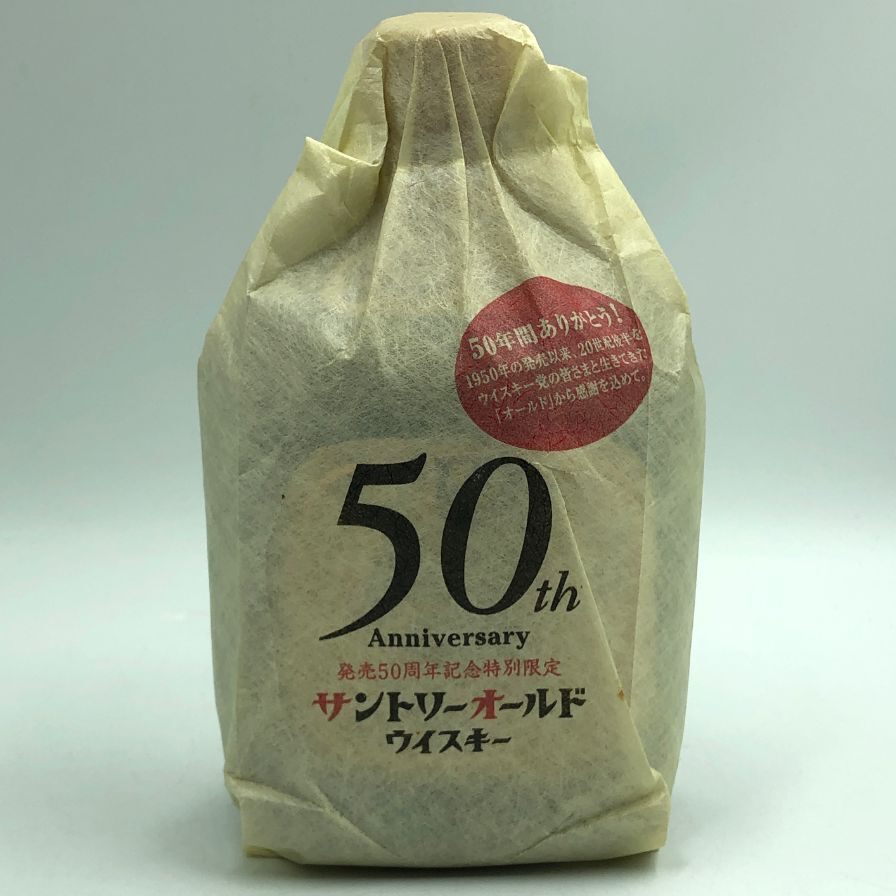 50年間ありがとう!
1950年の発売以来、20世紀後半を
ウイスキー党の皆さまと生きてきて
「オールド」から感謝を込めて。
50th
Anniversary
発売50周年記念特別限定
サントリーオールド
ウイスキー